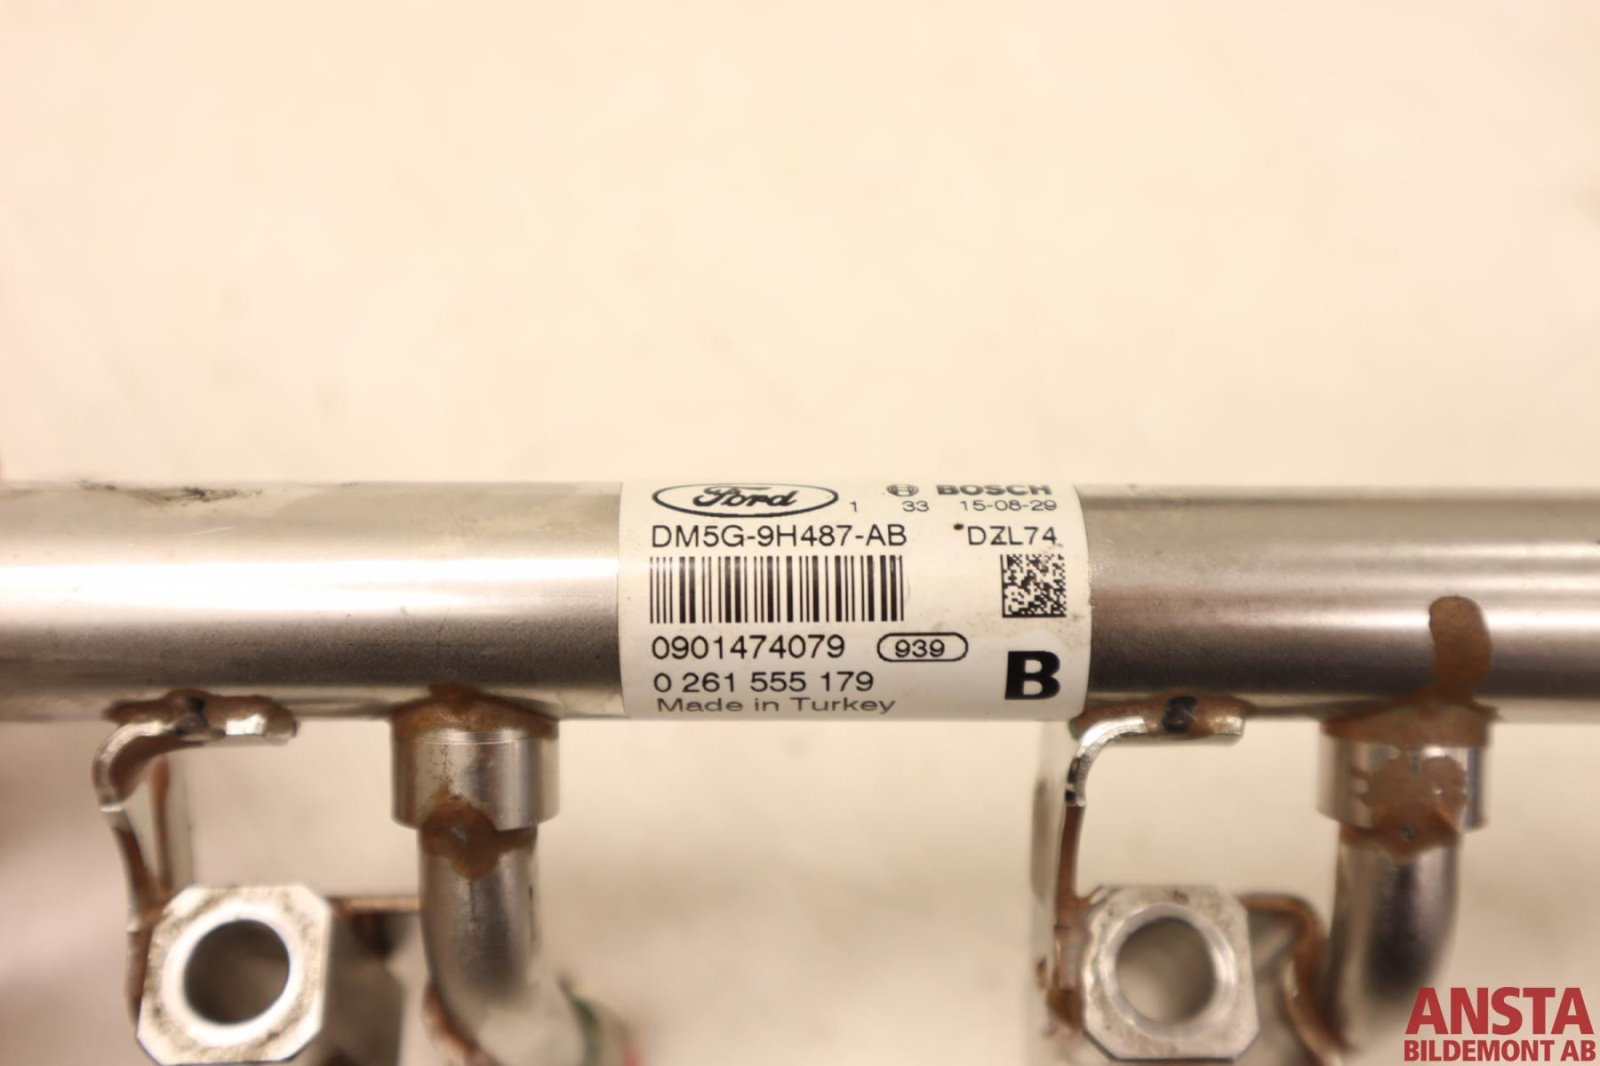 Ford BOSCH
1 33 15-08-29
DM5G-9H487-AB *DZL74
0901474079 939
0 261 555 179 B
Made in Turkey
ANSTA
BILDEMONT AB